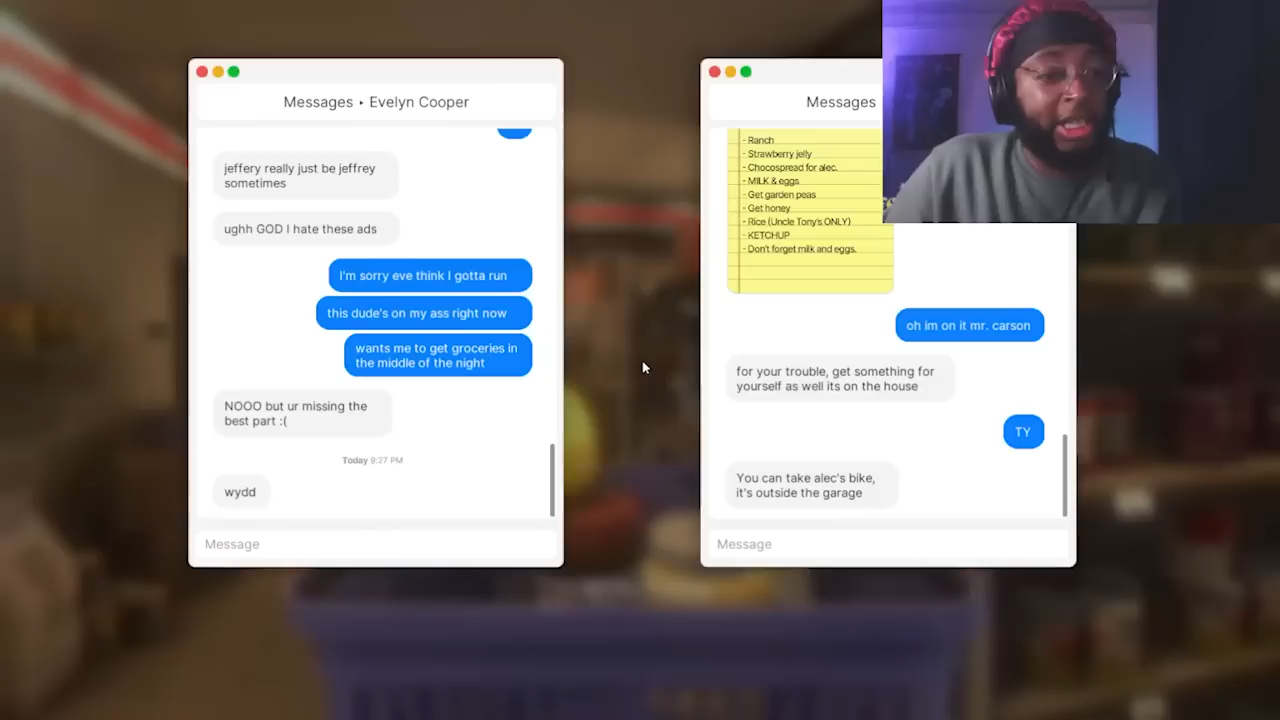 Messages ▸ Evelyn Cooper
jeffery really just be jeffrey
sometimes
ughh GOD I hate these ads
I'm sorry eve think I gotta run
this dude's on my ass right now
wants me to get groceries in
the middle of the night
NOOO but ur missing the
best part :(
Today 9:27 PM
wydd
Message
Messages
- Ranch
- Strawberry jelly
- Chocospread for alec.
- MILK & eggs
- Get garden peas
- Get honey
- Rice (Uncle Tony's ONLY)
- KETCHUP
- Don't forget milk and eggs.
oh im on it mr. carson
for your trouble, get something for
yourself as well its on the house
TY
You can take alec's bike,
it's outside the garage
Message